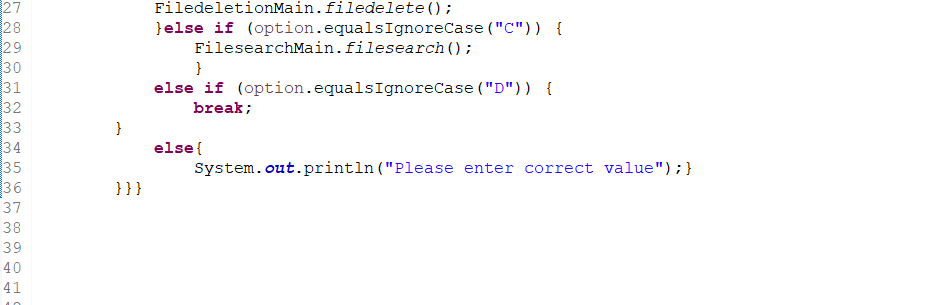 27 FiledeletionMain.filedelete();
28 }else if (option.equalsIgnoreCase("C")) {
29 FilesearchMain.filesearch();
30 }
31 else if (option.equalsIgnoreCase("D")) {
32 break;
33 }
34 else{
35 System.out.println("Please enter correct value");}
36 }}}
37
38
39
40
41